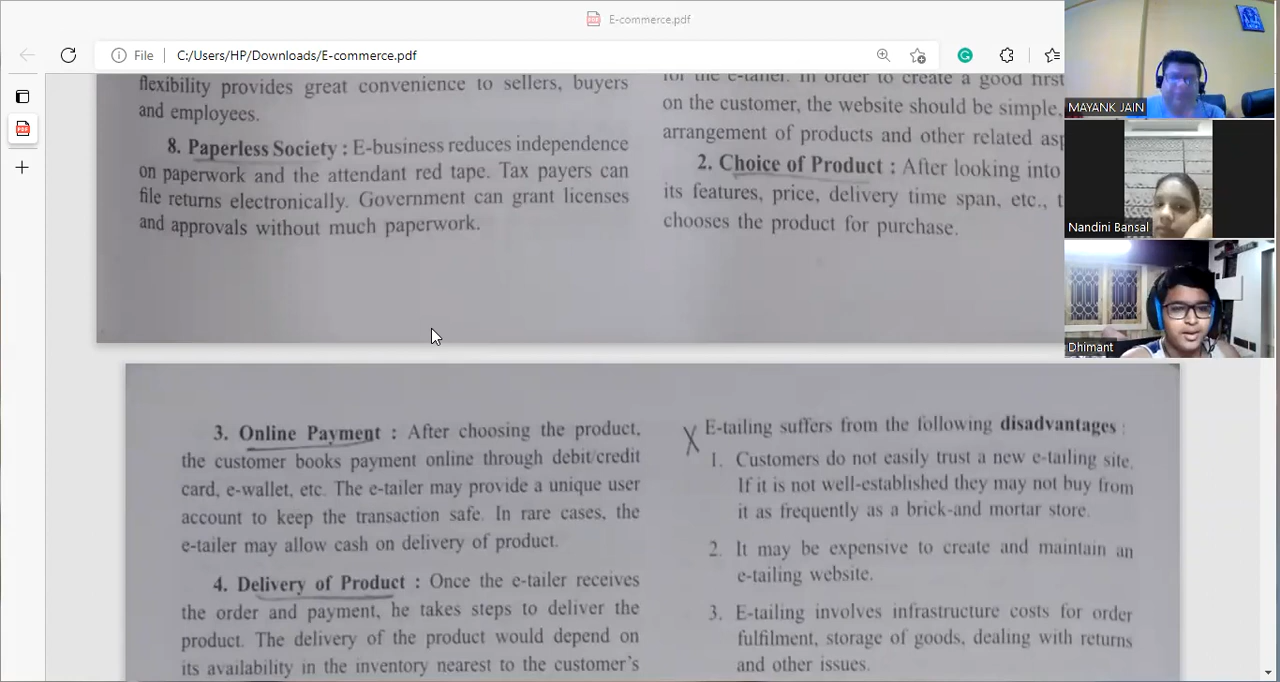 E-commerce.pdf
File
C:/Users/HP/Downloads/E-commerce.pdf
flexibility provides great convenience to sellers, buyers
and employees.
8. Paperless Society : E-business reduces independence
on paperwork and the attendant red tape. Tax payers can
file returns electronically. Government can grant licenses
and approvals without much paperwork.
for the e-tailer. In order to create a good first
on the customer, the website should be simple,
arrangement of products and other related asp
2. Choice of Product : After looking into
its features, price, delivery time span, etc., t
chooses the product for purchase.
3. Online Payment : After choosing the product,
the customer books payment online through debit/credit
card, e-wallet, etc. The e-tailer may provide a unique user
account to keep the transaction safe. In rare cases, the
e-tailer may allow cash on delivery of product.
4. Delivery of Product : Once the e-tailer receives
the order and payment, he takes steps to deliver the
product. The delivery of the product would depend on
its availability in the inventory nearest to the customer's
X E-tailing suffers from the following disadvantages :
1. Customers do not easily trust a new e-tailing site.
If it is not well-established they may not buy from
it as frequently as a brick-and mortar store.
2. It may be expensive to create and maintain an
e-tailing website.
3. E-tailing involves infrastructure costs for order
fulfilment, storage of goods, dealing with returns
and other issues.
MAYANK JAIN
Nandini Bansal
Dhimant